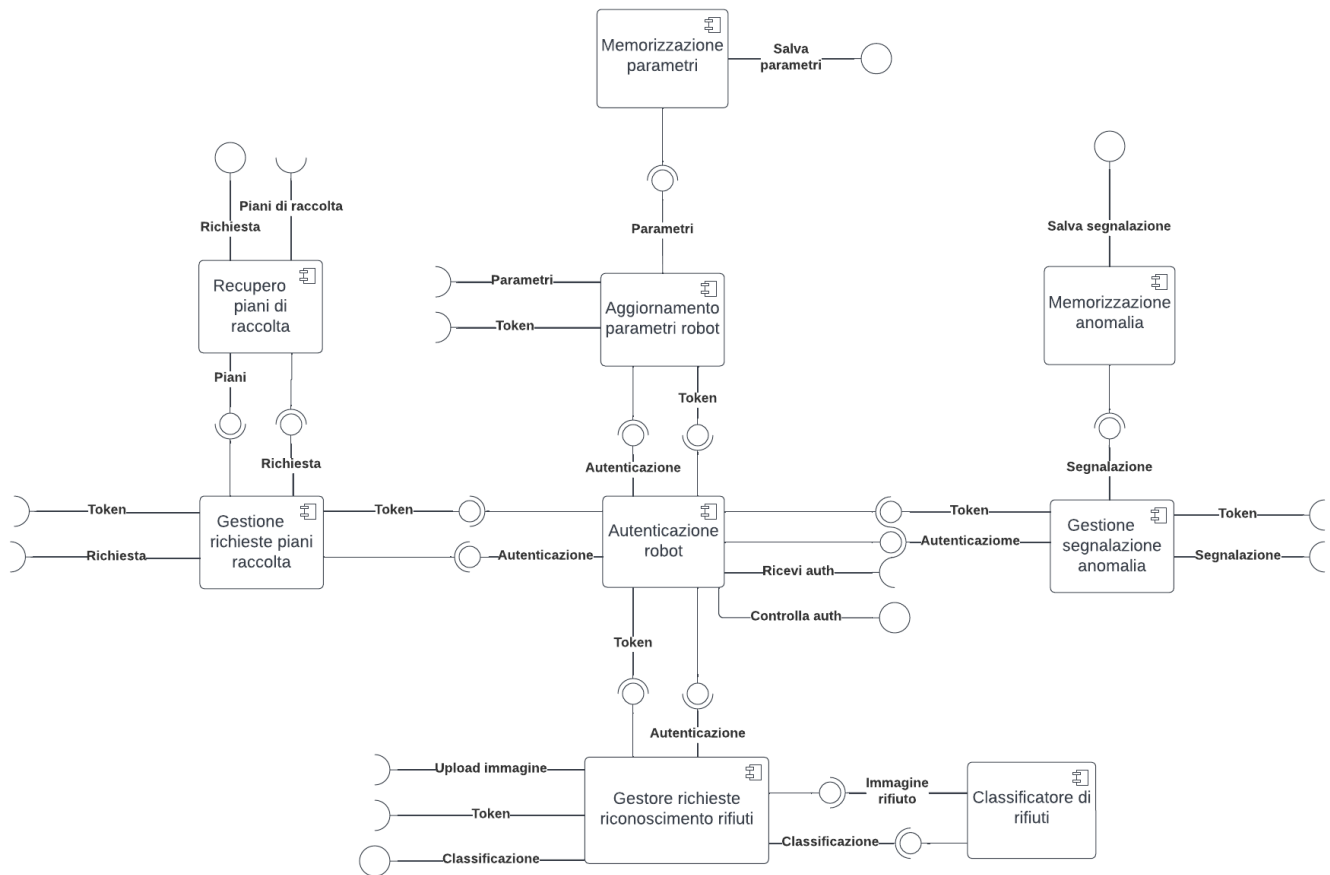 Memorizzazione
parametri
Salva
parametri
Piani di raccolta
Richiesta
Parametri
Salva segnalazione
Recupero
piani di
raccolta
Parametri
Token
Aggiornamento
parametri robot
Memorizzazione
anomalia
Piani
Token
Richiesta
Autenticazione
Segnalazione
Token
Richiesta
Gestione
richieste piani
raccolta
Token
Autenticazione
Autenticazione
robot
Token
Autenticaziome
Ricevi auth
Controlla auth
Gestione
segnalazione
anomalia
Token
Segnalazione
Token
Autenticazione
Upload immagine
Token
Classificazione
Gestore richieste
riconoscimento rifiuti
Immagine
rifiuto
Classificazione
Classificatore di
rifiuti